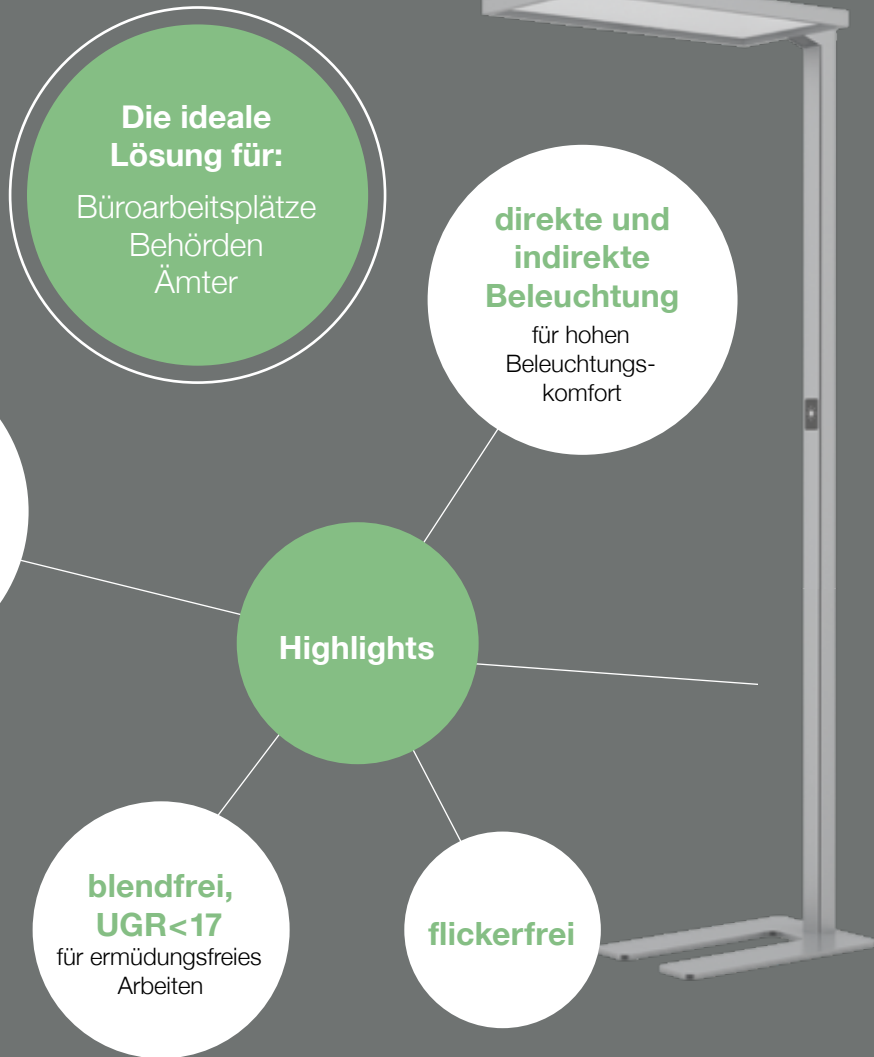 Die ideale
Lösung für:
Büroarbeitsplätze
Behörden
Ämter
direkte und
indirekte
Beleuchtung
für hohen
Beleuchtungs-
komfort
Highlights
blendfrei,
UGR<17
für ermüdungsfreies
Arbeiten
flickerfrei